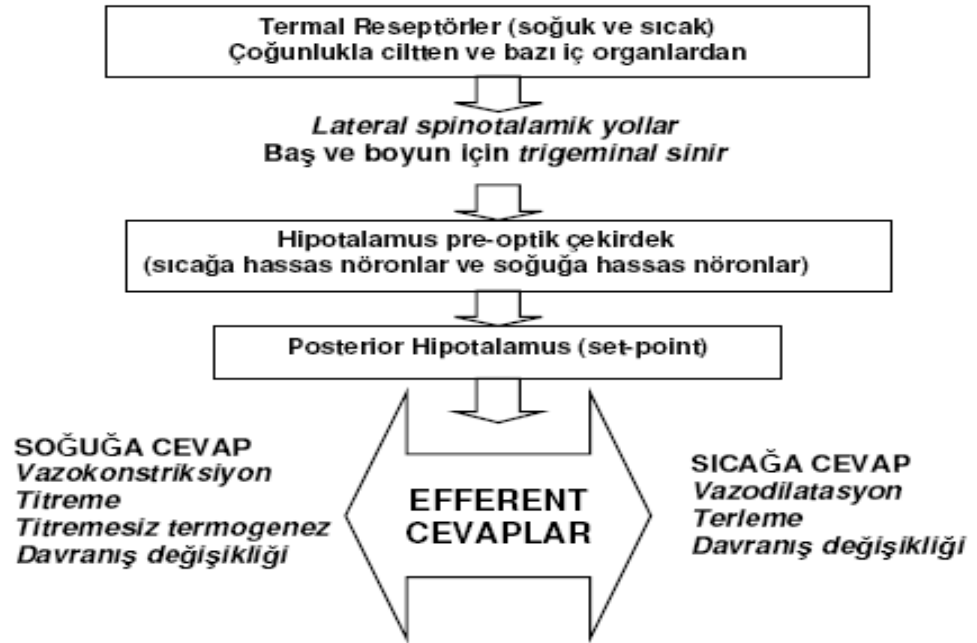 Termal Reseptörler (soğuk ve sıcak)
Çoğunlukla ciltten ve bazı iç organlardan
Lateral spinotalamik yollar
Baş ve boyun için trigeminal sinir
Hipotalamus pre-optik çekirdek
(sıcağa hassas nöronlar ve soğuğa hassas nöronlar)
Posterior Hipotalamus (set-point)
SOĞUĞA CEVAP
Vazokonstriksiyon
Titreme
Titremesiz termogenez
Davranış değişikliği
EFFERENT
CEVAPLAR
SICAĞA CEVAP
Vazodilatasyon
Terleme
Davranış değişikliği